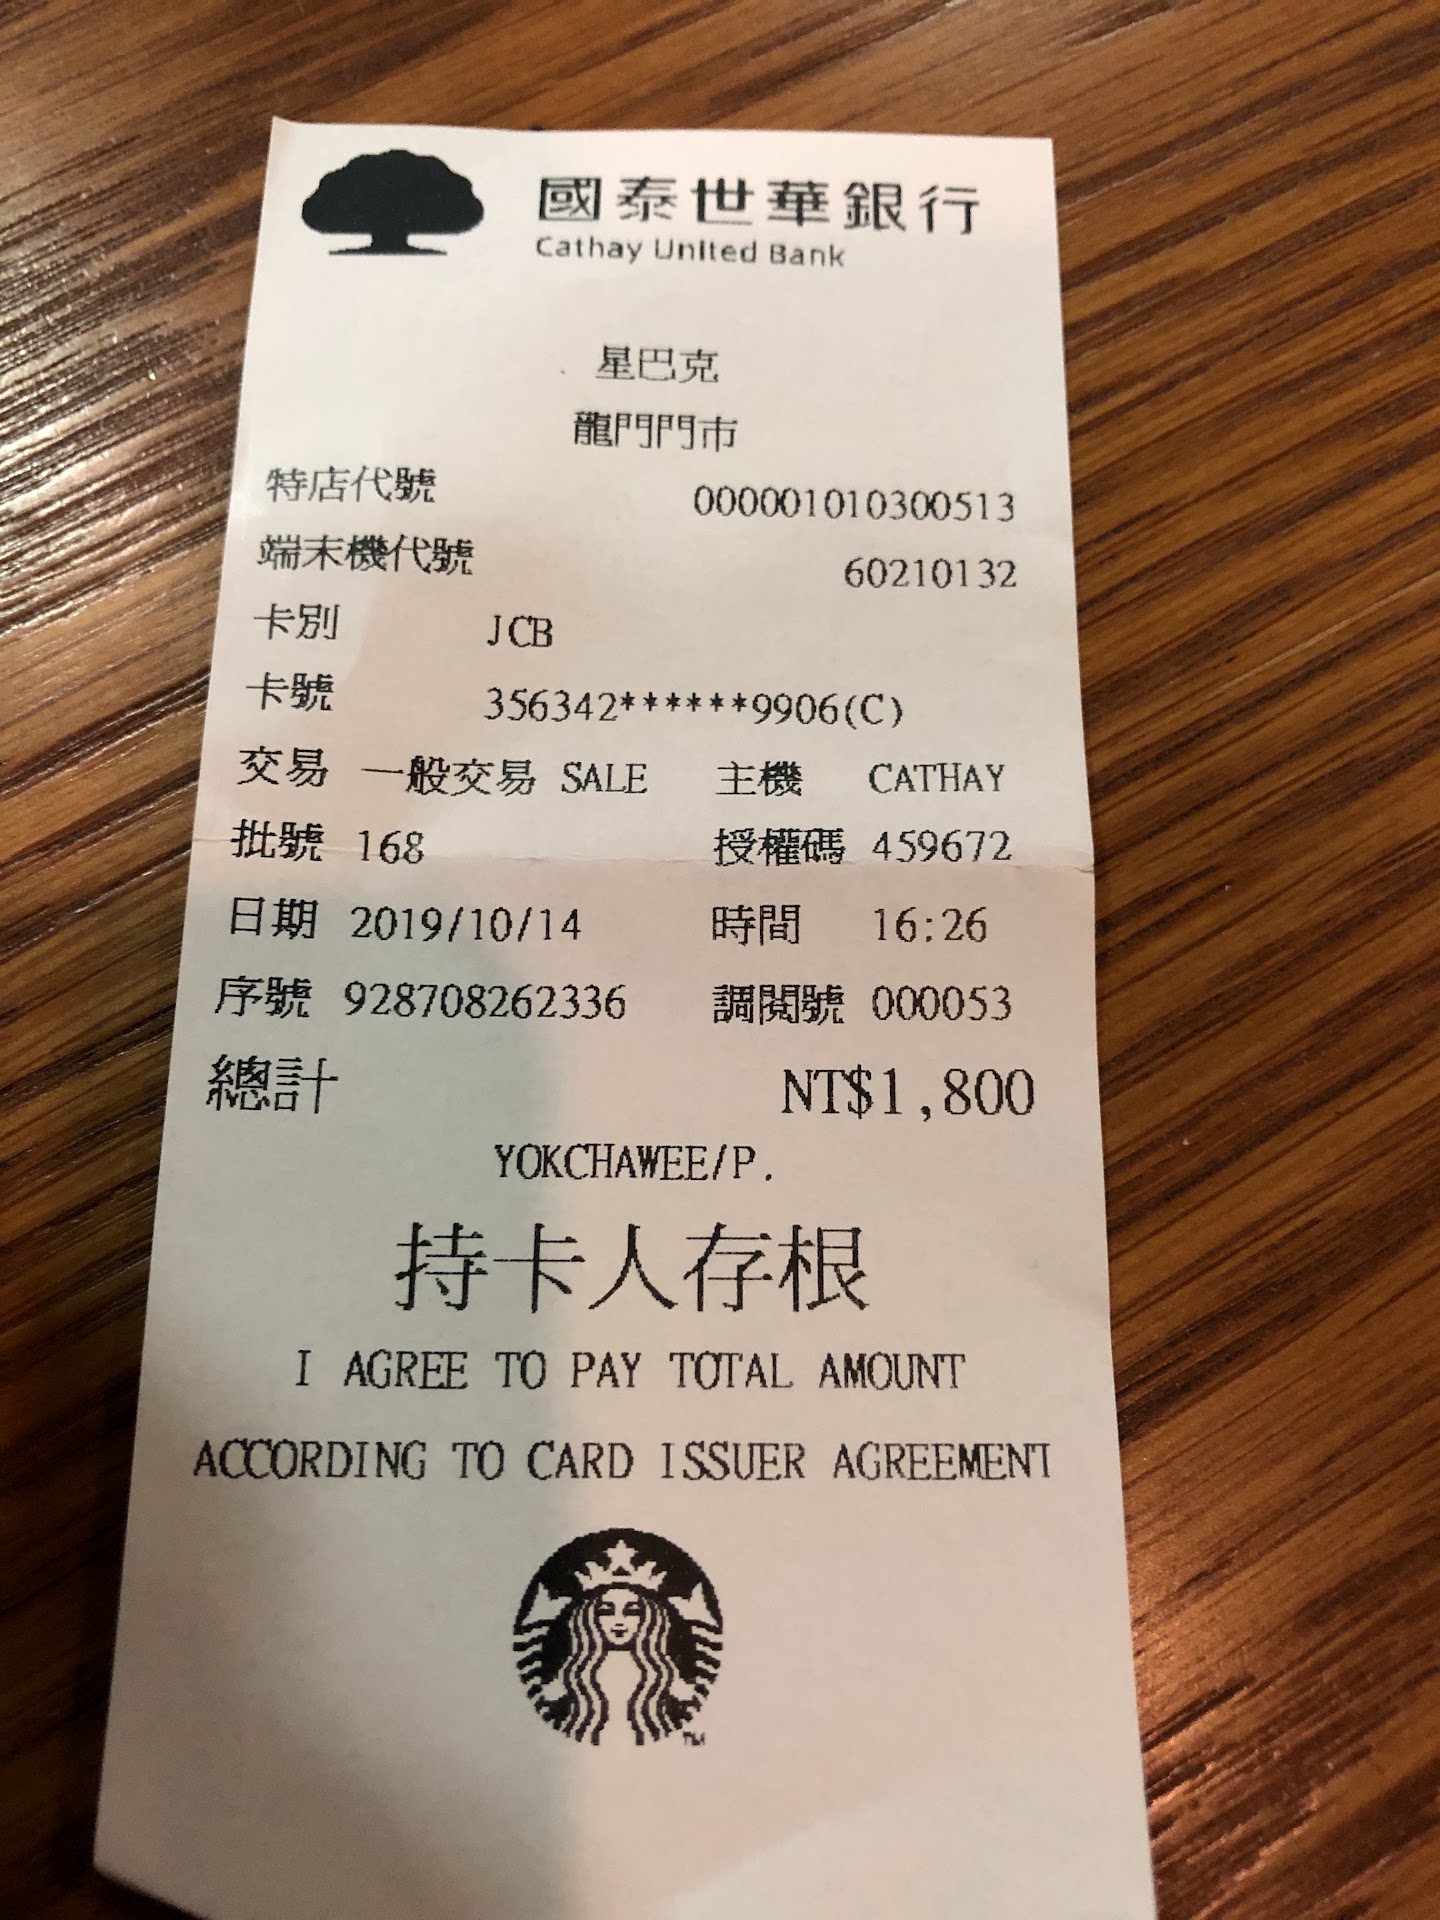 國泰世華銀行
Cathay United Bank
星巴克
龍門門市
特店代號 000001010300513
端末機代號 60210132
卡別 JCB
卡號 356342******9906(C)
交易 一般交易 SALE 主機 CATHAY
批號 168 授權碼 459672
日期 2019/10/14 時間 16:26
序號 928708262336 調閱號 000053
總計 NT$1,800
YOKCHAWEE/P.
持卡人存根
I AGREE TO PAY TOTAL AMOUNT
ACCORDING TO CARD ISSUER AGREEMENT
TM